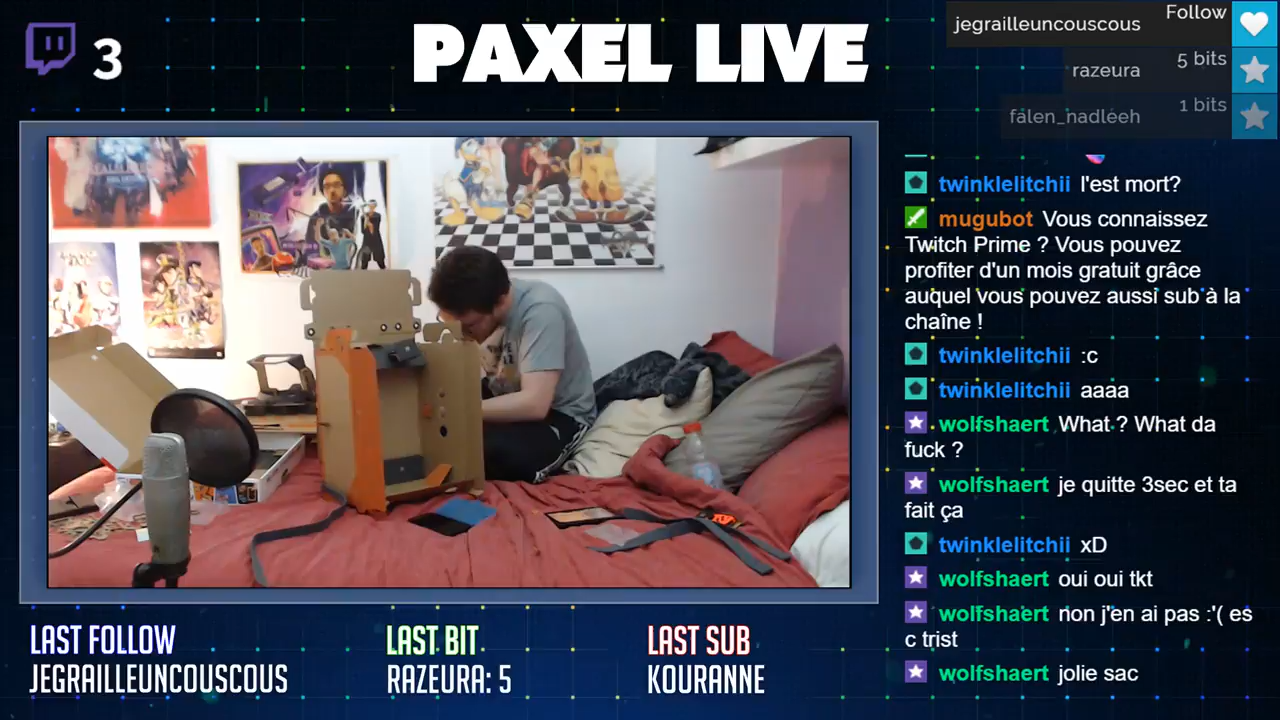 3
PAXEL LIVE
jegrailleuncouscous Follow
razeura 5 bits
fälen_nadléeh 1 bits
twinklelitchii l'est mort?
mugubot Vous connaissez
Twitch Prime ? Vous pouvez
profiter d'un mois gratuit grâce
auquel vous pouvez aussi sub à la
chaîne !
twinklelitchii :c
twinklelitchii aaaa
wolfshaert What ? What da
fuck ?
wolfshaert je quitte 3sec et ta
fait ça
twinklelitchii xD
wolfshaert oui oui tkt
wolfshaert non j'en ai pas :'( es
c trist
wolfshaert jolie sac
LAST FOLLOW
JEGRAILLEUNCOUSCOUS
LAST BIT
RAZEURA: 5
LAST SUB
KOURANNE